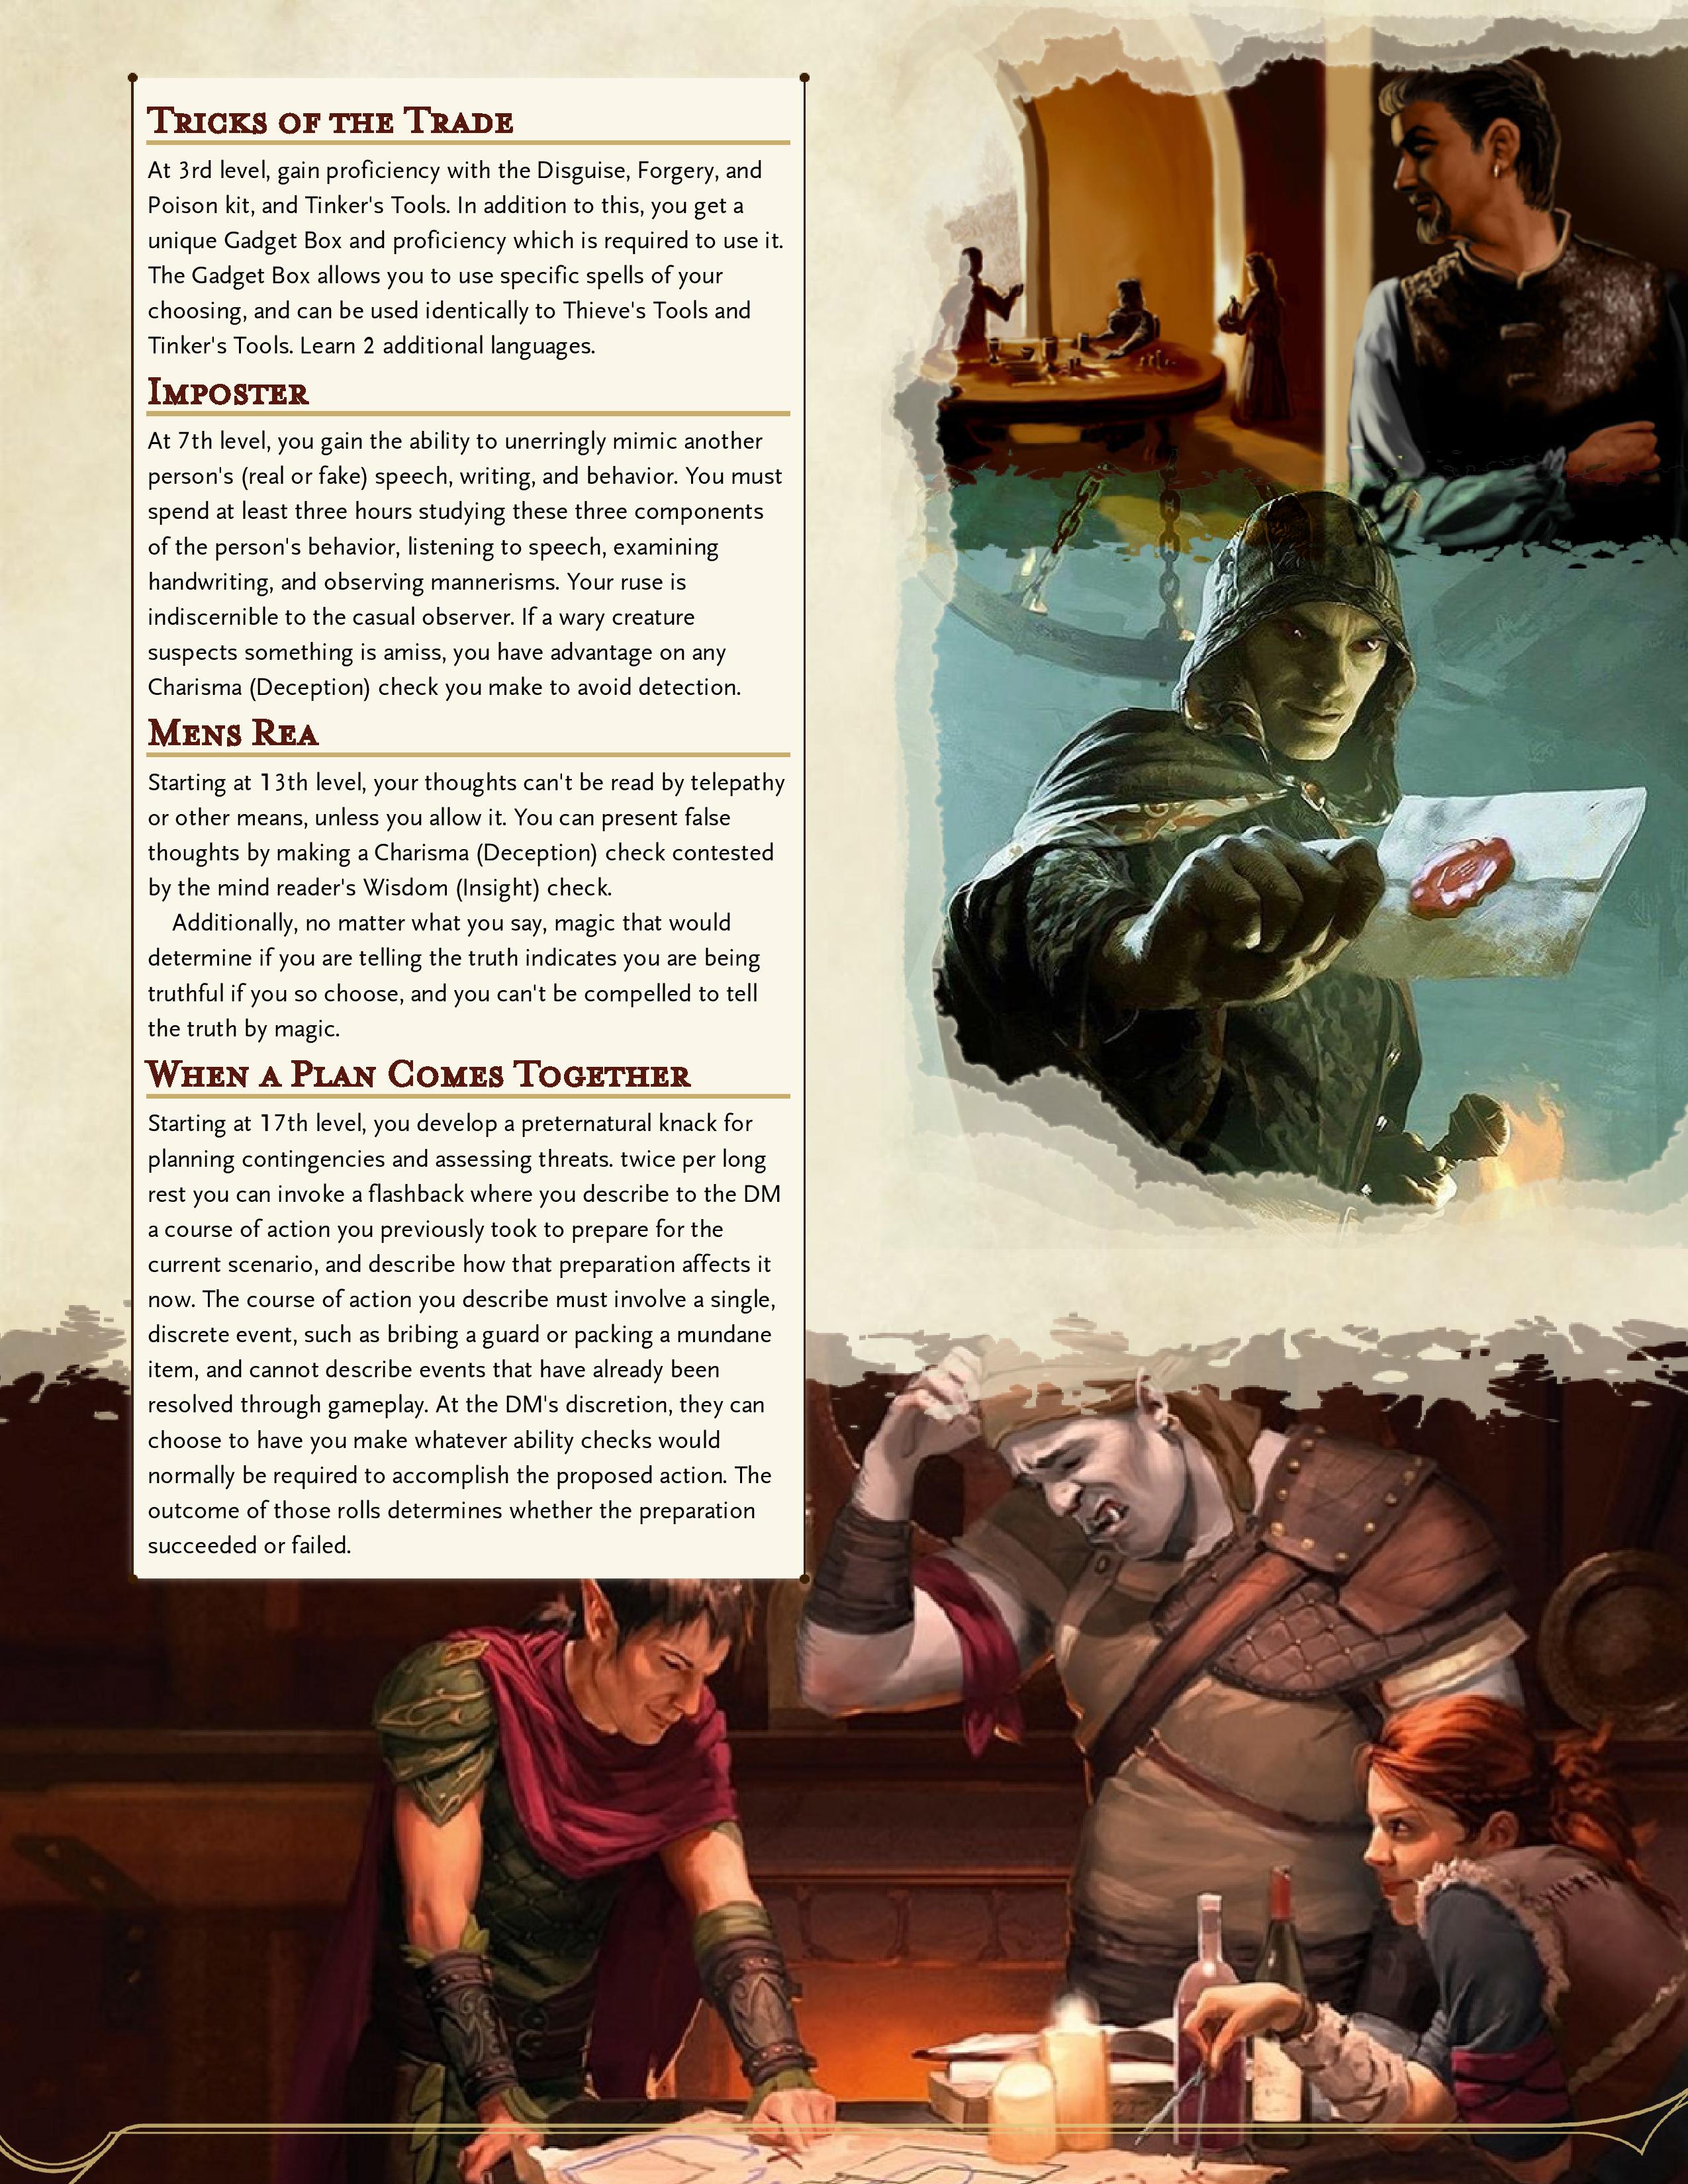 Tricks of the Trade
At 3rd level, gain proficiency with the Disguise, Forgery, and
Poison kit, and Tinker's Tools. In addition to this, you get a
unique Gadget Box and proficiency which is required to use it.
The Gadget Box allows you to use specific spells of your
choosing, and can be used identically to Thieve's Tools and
Tinker's Tools. Learn 2 additional languages.
Imposter
At 7th level, you gain the ability to unerringly mimic another
person's (real or fake) speech, writing, and behavior. You must
spend at least three hours studying these three components
of the person's behavior, listening to speech, examining
handwriting, and observing mannerisms. Your ruse is
indiscernible to the casual observer. If a wary creature
suspects something is amiss, you have advantage on any
Charisma (Deception) check you make to avoid detection.
Mens Rea
Starting at 13th level, your thoughts can't be read by telepathy
or other means, unless you allow it. You can present false
thoughts by making a Charisma (Deception) check contested
by the mind reader's Wisdom (Insight) check.
Additionally, no matter what you say, magic that would
determine if you are telling the truth indicates you are being
truthful if you so choose, and you can't be compelled to tell
the truth by magic.
When a Plan Comes Together
Starting at 17th level, you develop a preternatural knack for
planning contingencies and assessing threats. twice per long
rest you can invoke a flashback where you describe to the DM
a course of action you previously took to prepare for the
current scenario, and describe how that preparation affects it
now. The course of action you describe must involve a single,
discrete event, such as bribing a guard or packing a mundane
item, and cannot describe events that have already been
resolved through gameplay. At the DM's discretion, they can
choose to have you make whatever ability checks would
normally be required to accomplish the proposed action. The
outcome of those rolls determines whether the preparation
succeeded or failed.